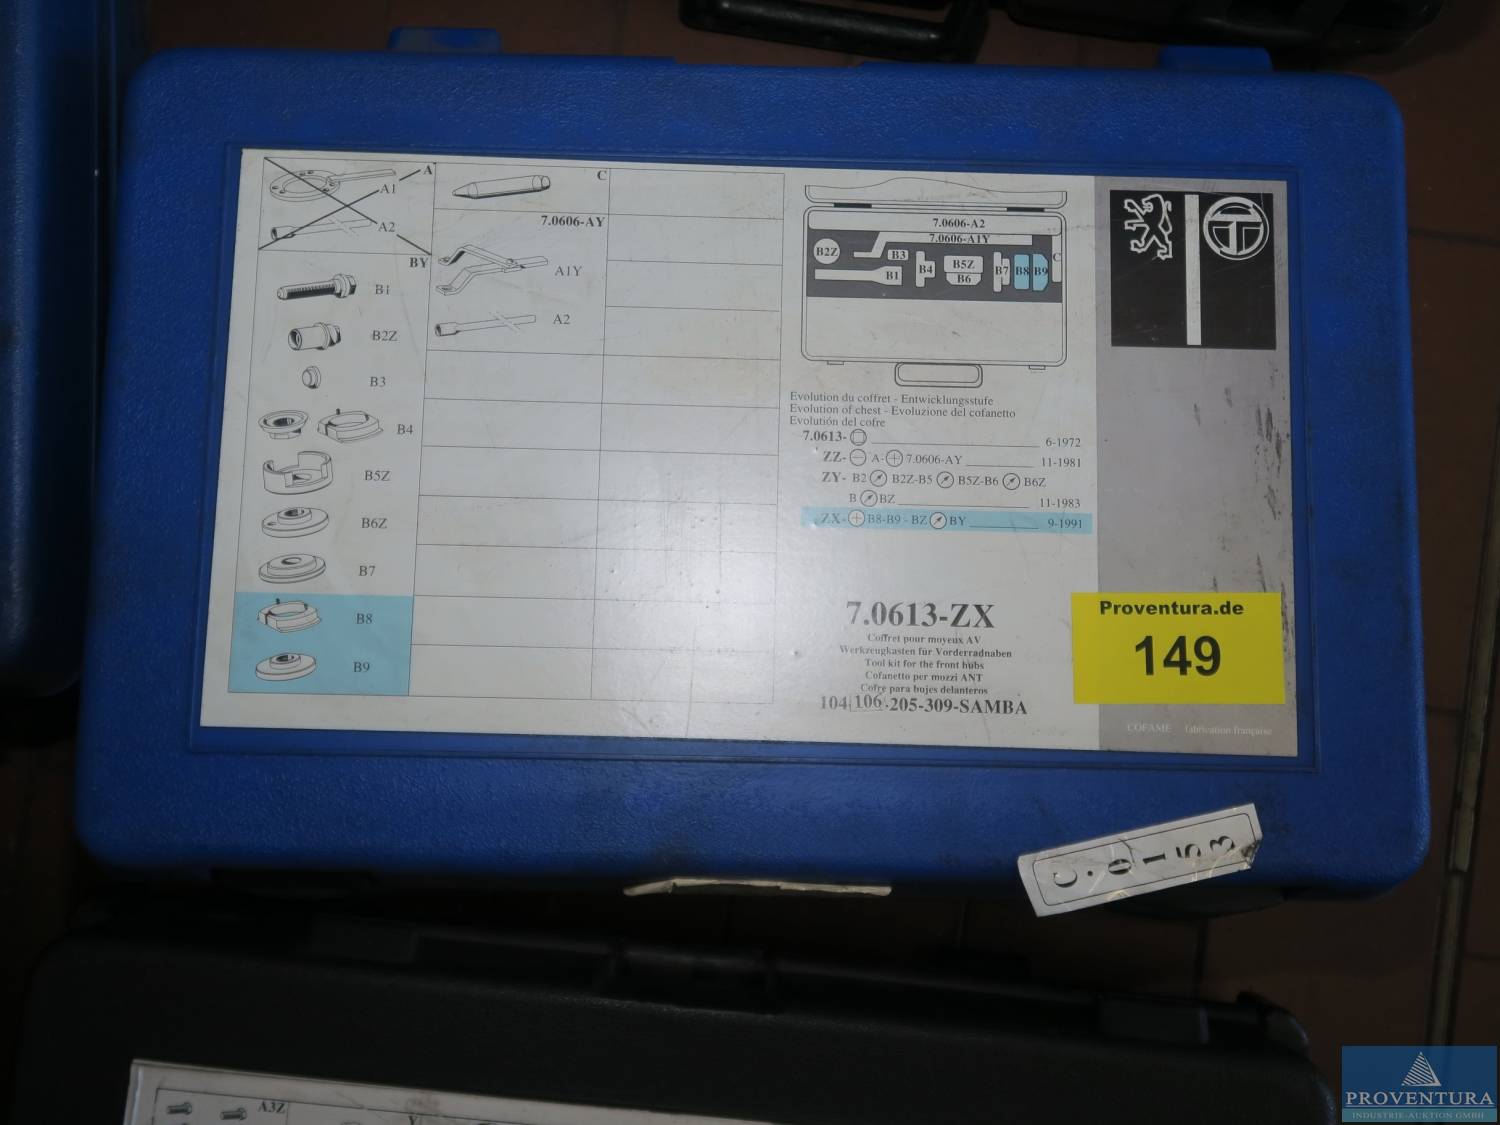 A
A1
A2
BY
B1
B2Z
B3
B4
B5Z
B6Z
B7
B8
B9
C
7.0606-AY
A1Y
A2
7.0606-A2
7.0606-A1Y
B2Z
B3
B1
B4
B5Z
B6
B7
B8
B9
C
Evolution du coffret - Entwicklungsstufe
Evolution of chest - Evoluzione del cofanetto
Evolución del cofre
7.0613- 6-1972
ZZ- A- 7.0606-AY 11-1981
ZY- B2 B2Z-B5 B5Z-B6 B6Z
B BZ 11-1983
ZX- B8-B9 - BZ BY 9-1991
7.0613-ZX
Coffret pour moyeux AV
Werkzeugkasten für Vorderradnaben
Tool kit for the front hubs
Cofanetto per mozzi ANT
Cofre para bujes delanteros
104-106-205-309-SAMBA
Proventura.de
149
COFAME fabrication française
C.0153
A3Z
PROVENTURA
INDUSTRIE-AUKTION GMBH